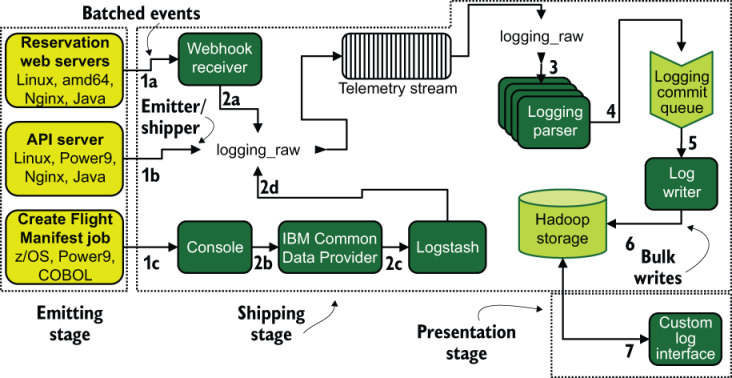 Batched events
Reservation
web servers
Linux, amd64,
Nginx, Java
1a
Webhook
receiver
2a
Emitter/
shipper
API server
Linux, Power9,
Nginx, Java
1b
logging_raw
Telemetry stream
logging_raw
3
Logging
parser
4
Logging
commit
queue
5
Log
writer
6
Bulk
writes
Hadoop
storage
2d
Create Flight
Manifest job
z/OS, Power9,
COBOL
1c
Console
2b
IBM Common
Data Provider
2c
Logstash
7
Custom
log
interface
Emitting
stage
Shipping
stage
Presentation
stage